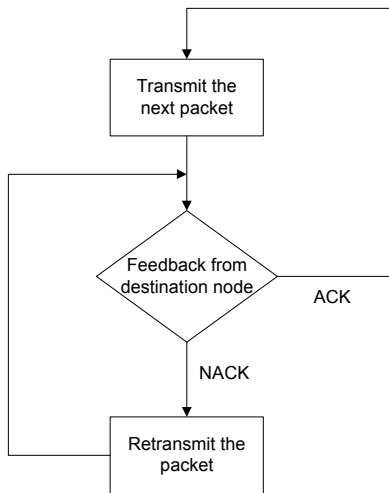 Transmit the
next packet
Feedback from
destination node
ACK
NACK
Retransmit the
packet